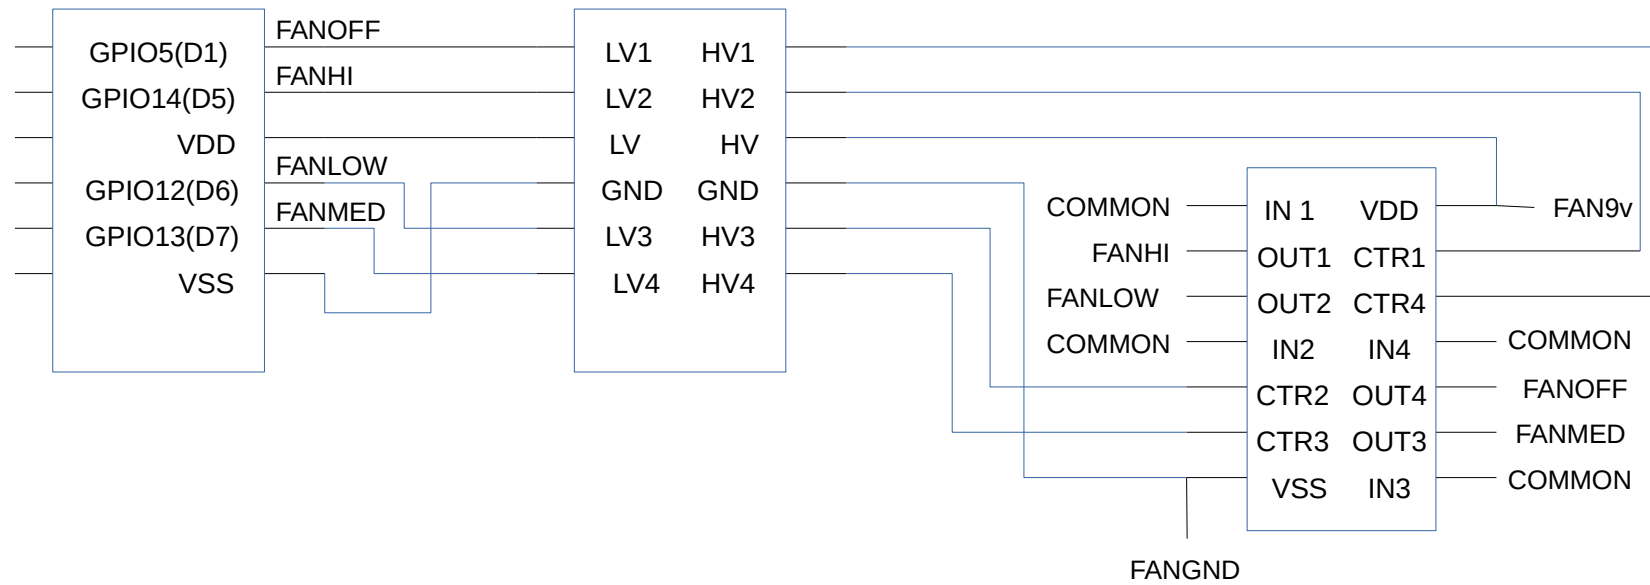 FANOFF
GPIO5(D1)
FANHI
GPIO14(D5)
VDD
FANLOW
GPIO12(D6)
FANMED
GPIO13(D7)
VSS
LV1 HV1
LV2 HV2
LV HV
GND GND
LV3 HV3
LV4 HV4
COMMON IN 1 VDD FAN9v
FANHI OUT1 CTR1
FANLOW OUT2 CTR4
COMMON IN2 IN4 COMMON
CTR2 OUT4 FANOFF
CTR3 OUT3 FANMED
VSS IN3 COMMON
FANGND